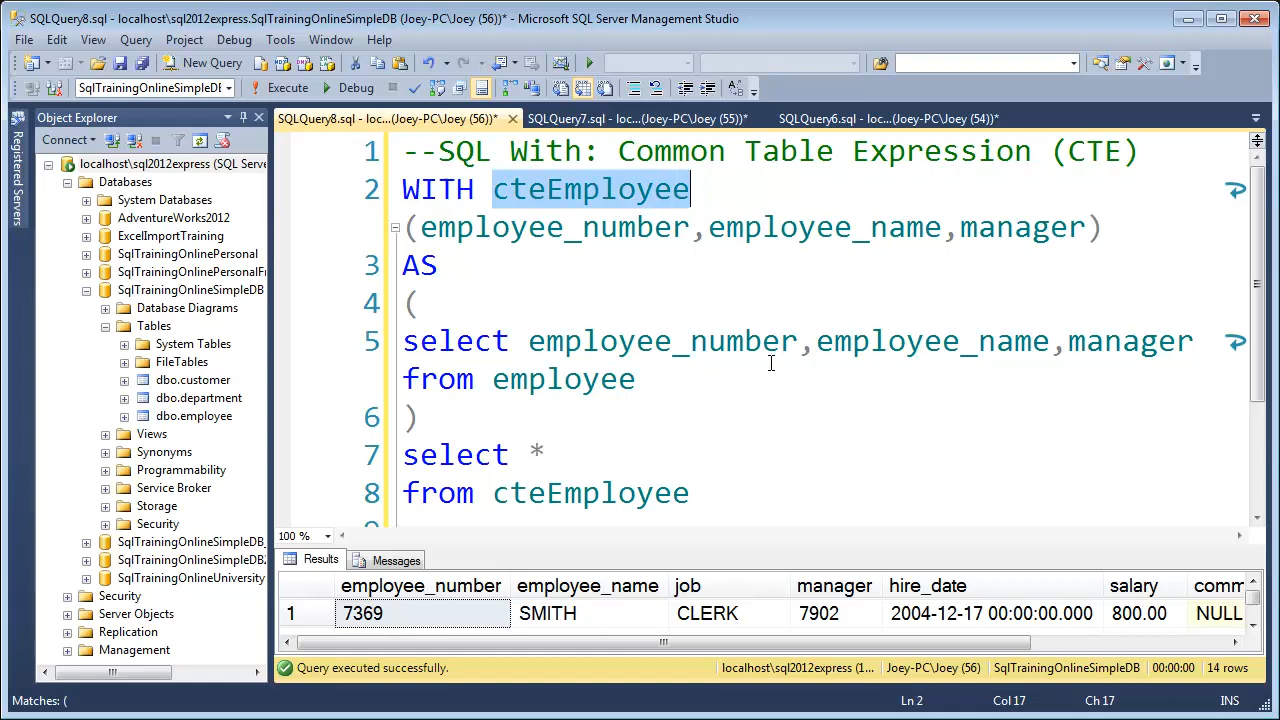 SQLQuery8.sql - localhost\sql2012express.SqlTrainingOnlineSimpleDB (Joey-PC\Joey (56))* - Microsoft SQL Server Management Studio
File Edit View Query Project Debug Tools Window Help
New Query
SqlTrainingOnlineSimpleDE Execute Debug
Registered Servers
Object Explorer
Connect
localhost\sql2012express (SQL Serve
Databases
System Databases
AdventureWorks2012
ExcelImportTraining
SqlTrainingOnlinePersonal
SqlTrainingOnlinePersonalFi
SqlTrainingOnlineSimpleDB
Database Diagrams
Tables
System Tables
FileTables
dbo.customer
dbo.department
dbo.employee
Views
Synonyms
Programmability
Service Broker
Storage
Security
SqlTrainingOnlineSimpleDB_
SqlTrainingOnlineSimpleDB2
SqlTrainingOnlineUniversity
Security
Server Objects
Replication
Management
SQLQuery8.sql - loc...(Joey-PC\Joey (56))* SQLQuery7.sql - loc...(Joey-PC\Joey (55))* SQLQuery6.sql - loc...(Joey-PC\Joey (54))*
1 --SQL With: Common Table Expression (CTE)
2 WITH cteEmployee
(employee_number,employee_name,manager)
3 AS
4 (
5 select employee_number,employee_name,manager
from employee
6 )
7 select *
8 from cteEmployee
9
100 %
Results Messages
employee_number employee_name job manager hire_date salary comm
1 7369 SMITH CLERK 7902 2004-12-17 00:00:00.000 800.00 NULL
Query executed successfully. localhost\sql2012express (1... Joey-PC\Joey (56) SqlTrainingOnlineSimpleDB 00:00:00 14 rows
Matches: ( Ln 2 Col 17 Ch 17 INS